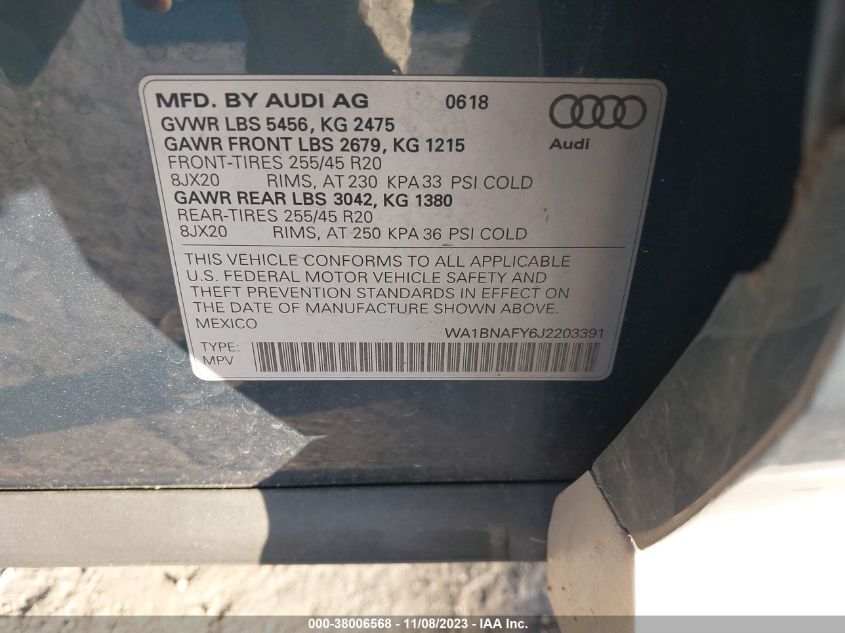 MFD. BY AUDI AG 0618
GVWR LBS 5456, KG 2475
GAWR FRONT LBS 2679, KG 1215
Audi
FRONT-TIRES 255/45 R20
8JX20 RIMS, AT 230 KPA 33 PSI COLD
GAWR REAR LBS 3042, KG 1380
REAR-TIRES 255/45 R20
8JX20 RIMS, AT 250 KPA 36 PSI COLD
THIS VEHICLE CONFORMS TO ALL APPLICABLE
U.S. FEDERAL MOTOR VEHICLE SAFETY AND
THEFT PREVENTION STANDARDS IN EFFECT ON
THE DATE OF MANUFACTURE SHOWN ABOVE.
MEXICO
WA1BNAFY6J2203391
TYPE:
MPV
000-38006568 - 11/08/2023 - IAA Inc.